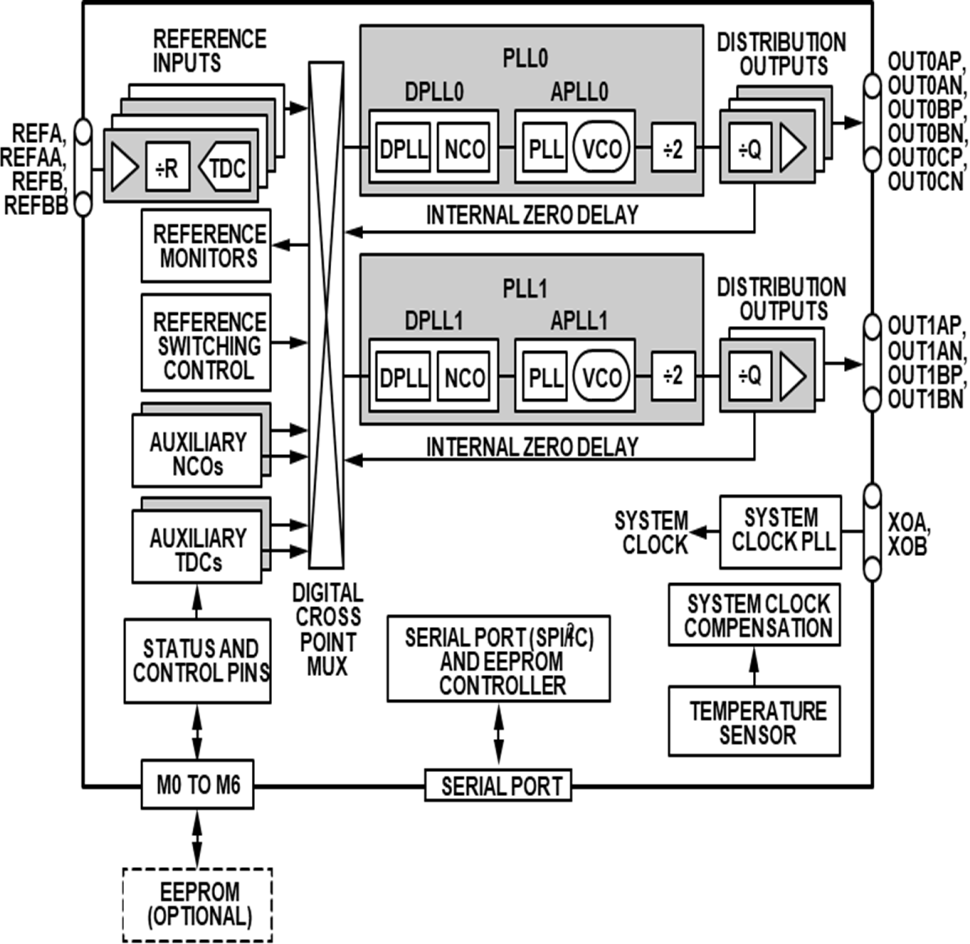 REFERENCE
INPUTS
REFA,
REFAA,
REFB,
REFBB
÷R
TDC
REFERENCE
MONITORS
REFERENCE
SWITCHING
CONTROL
AUXILIARY
NCOs
AUXILIARY
TDCs
STATUS AND
CONTROL PINS
M0 TO M6
EEPROM
(OPTIONAL)
DIGITAL
CROSS
POINT
MUX
PLL0
DPLL0
APLL0
DPLL
NCO
PLL
VCO
÷2
INTERNAL ZERO DELAY
DISTRIBUTION
OUTPUTS
÷Q
OUT0AP,
OUT0AN,
OUT0BP,
OUT0BN,
OUT0CP,
OUT0CN
PLL1
DPLL1
APLL1
DPLL
NCO
PLL
VCO
÷2
INTERNAL ZERO DELAY
DISTRIBUTION
OUTPUTS
÷Q
OUT1AP,
OUT1AN,
OUT1BP,
OUT1BN
SYSTEM
CLOCK
SYSTEM
CLOCK PLL
XOA,
XOB
SYSTEM CLOCK
COMPENSATION
TEMPERATURE
SENSOR
SERIAL PORT (SPI/I²C)
AND EEPROM
CONTROLLER
SERIAL PORT